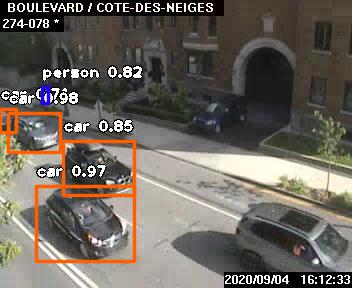 BOULEVARD / COTE-DES-NEIGES
274-078 *
person 0.82
car 0.98
car 0.85
car 0.97
2020/09/04 16:12:33